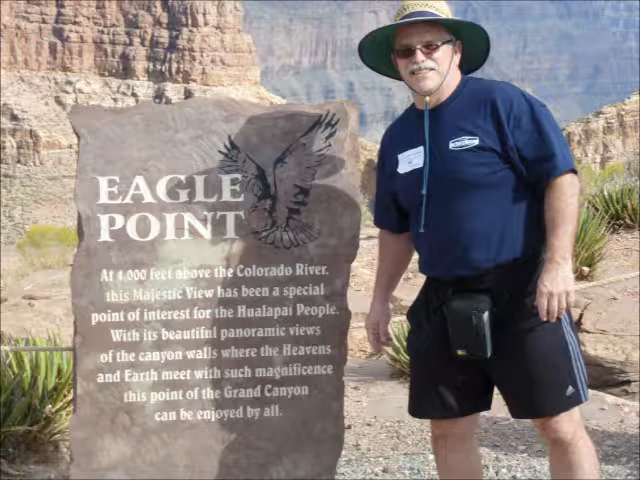 EAGLE
POINT
At 4,000 feet above the Colorado River,
this Majestic View has been a special
point of interest for the Hualapai People.
With its beautiful panoramic views
of the canyon walls where the Heavens
and Earth meet with such magnificence
this point of the Grand Canyon
can be enjoyed by all.